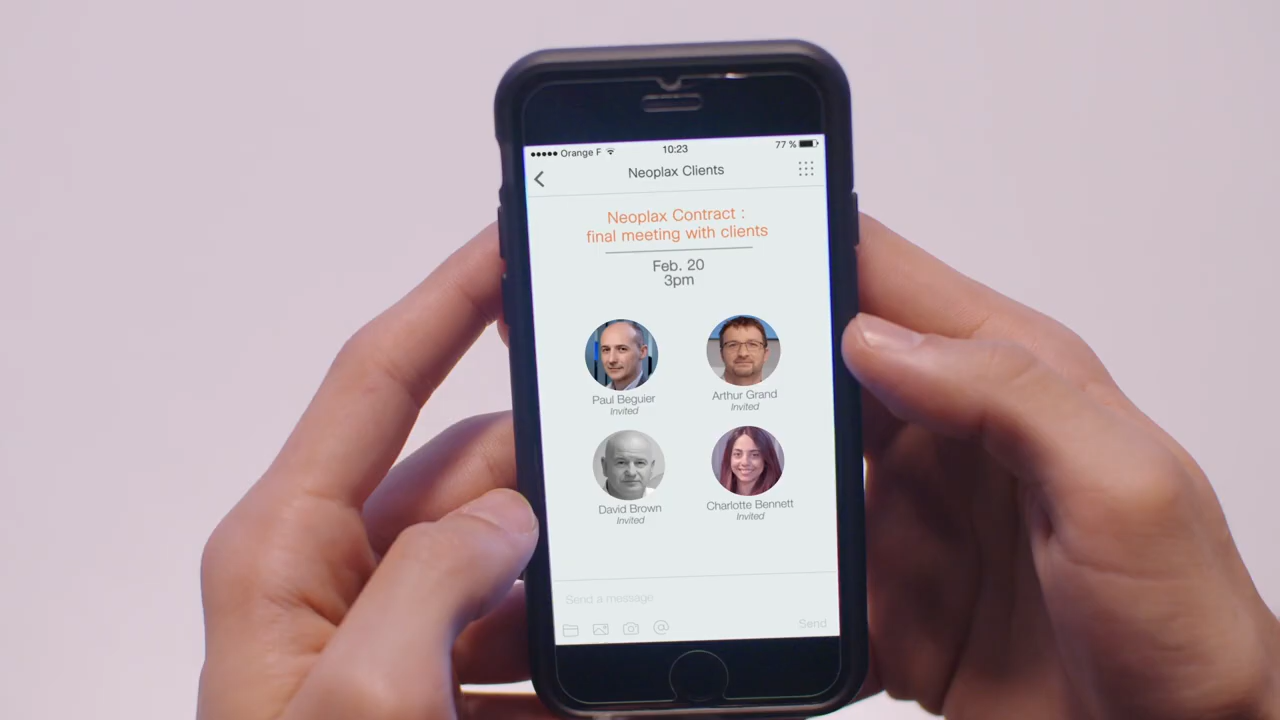 Orange F 10:23 77 %
Neoplax Clients
Neoplax Contract :
final meeting with clients
Feb. 20
3pm
Paul Beguier
Invited
Arthur Grand
Invited
David Brown
Invited
Charlotte Bennett
Invited
Send a message
@
Send